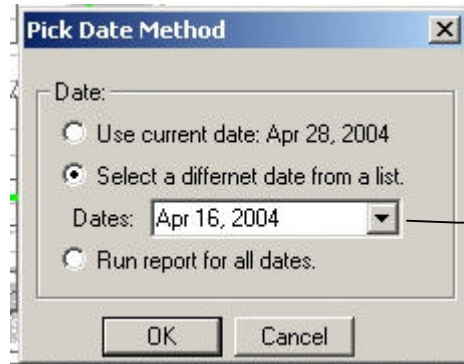 Pick Date Method
Date:
Use current date: Apr 28, 2004
Select a differnet date from a list.
Dates: Apr 16, 2004
Run report for all dates.
OK Cancel